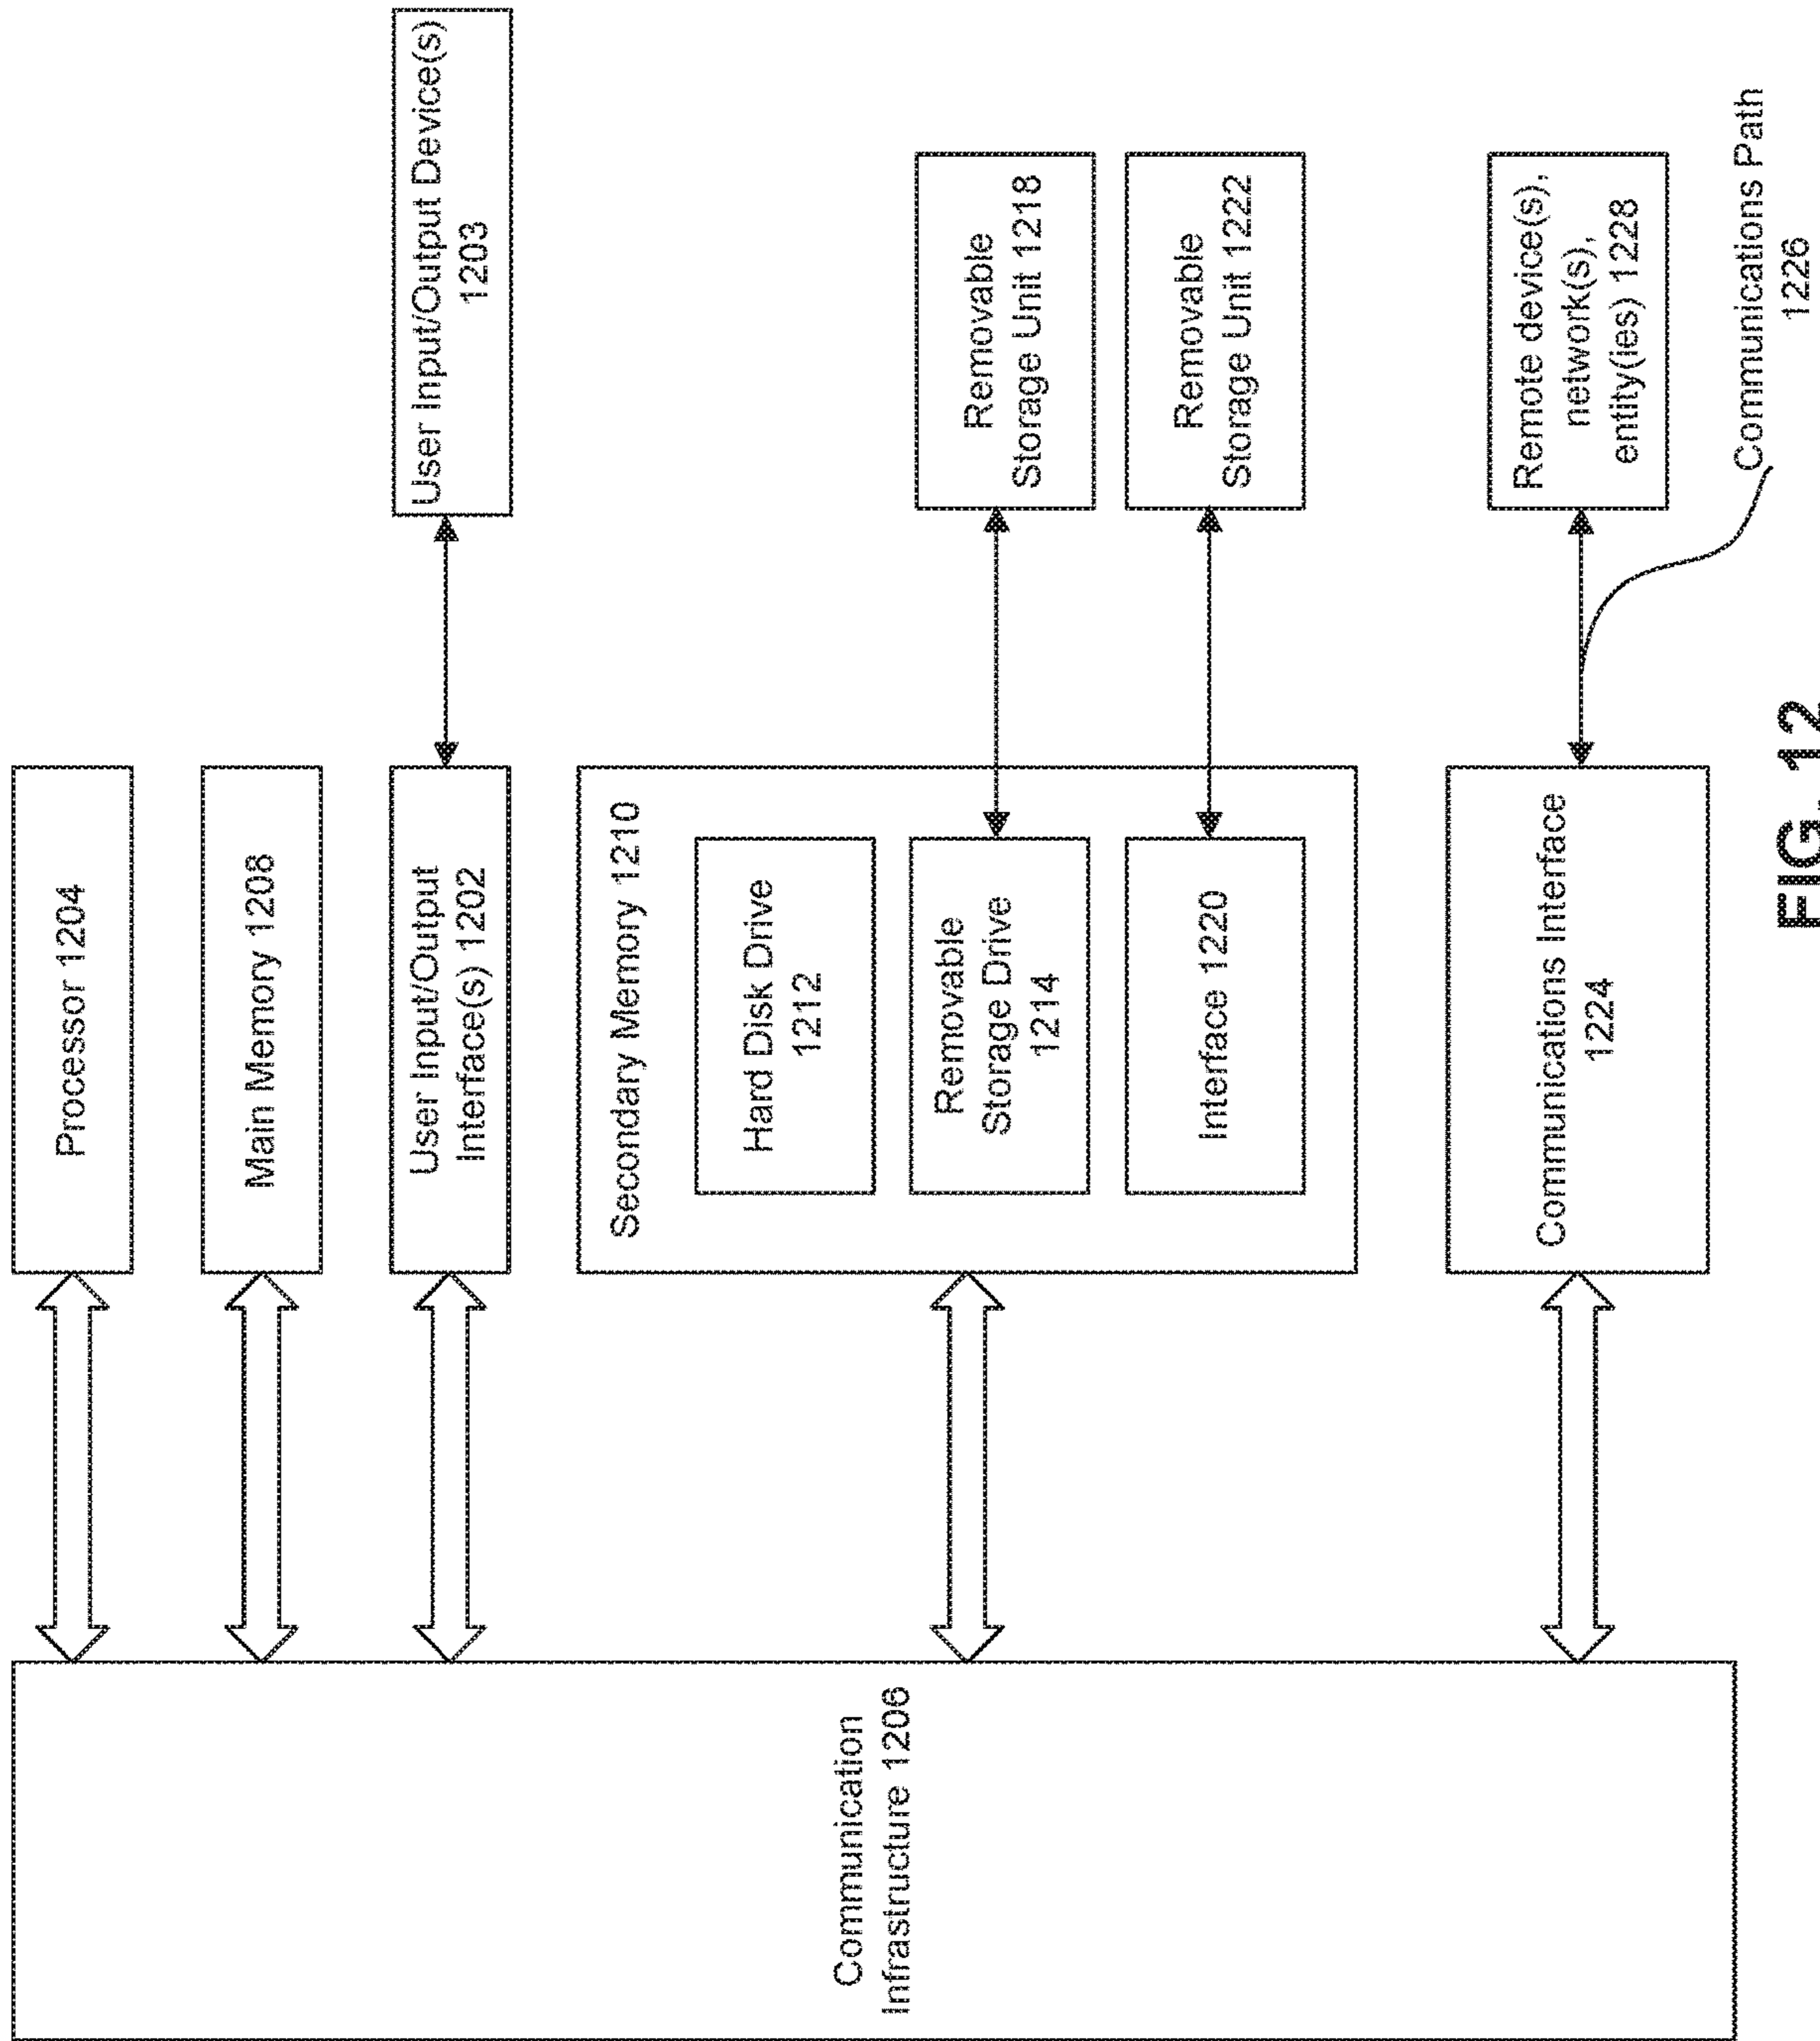 Processor 1204
Main Memory 1208
User Input/Output
Interface(s) 1202
User Input/Output Device(s)
1203
Communication
Infrastructure 1206
Secondary Memory 1210
Hard Disk Drive
1212
Removable
Storage Drive
1214
Removable
Storage Unit 1218
Interface 1220
Removable
Storage Unit 1222
Communications Interface
1224
Remote device(s),
network(s),
entity(ies) 1228
Communications Path
1226
FIG. 12